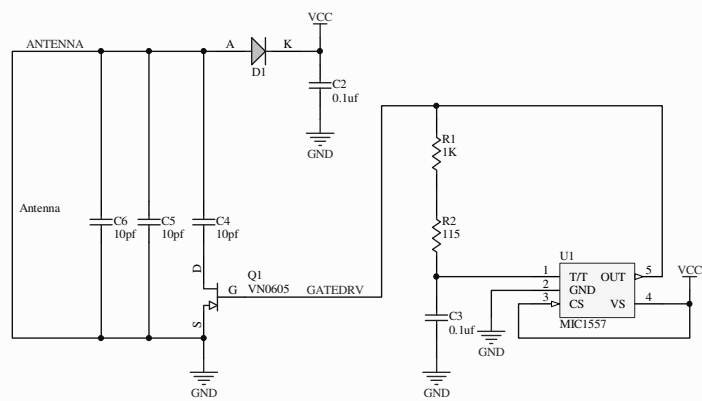 VCC
ANTENNA
A
K
D1
C2
0.1uf
GND
R1
1K
Antenna
C6
10pf
C5
10pf
C4
10pf
R2
115
U1
D
Q1
VN0605
G
GATEDRV
1
T/T
OUT
5
VCC
2
GND
3
CS
VS
4
MIC1557
C3
0.1uf
S
GND
GND
GND